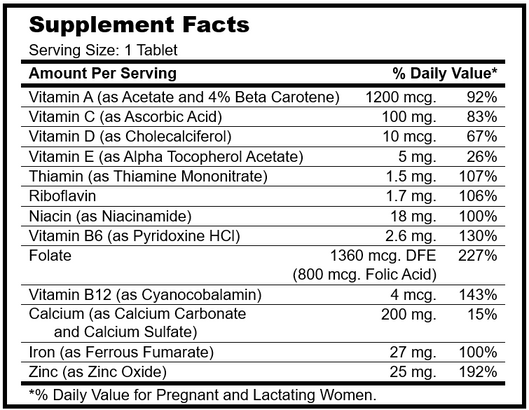 Supplement Facts
Serving Size: 1 Tablet
Amount Per Serving % Daily Value*
Vitamin A (as Acetate and 4% Beta Carotene) 1200 mcg. 92%
Vitamin C (as Ascorbic Acid) 100 mg. 83%
Vitamin D (as Cholecalciferol) 10 mcg. 67%
Vitamin E (as Alpha Tocopherol Acetate) 5 mg. 26%
Thiamin (as Thiamine Mononitrate) 1.5 mg. 107%
Riboflavin 1.7 mg. 106%
Niacin (as Niacinamide) 18 mg. 100%
Vitamin B6 (as Pyridoxine HCl) 2.6 mg. 130%
Folate 1360 mcg. DFE 227%
(800 mcg. Folic Acid)
Vitamin B12 (as Cyanocobalamin) 4 mcg. 143%
Calcium (as Calcium Carbonate 200 mg. 15%
and Calcium Sulfate)
Iron (as Ferrous Fumarate) 27 mg. 100%
Zinc (as Zinc Oxide) 25 mg. 192%
*% Daily Value for Pregnant and Lactating Women.